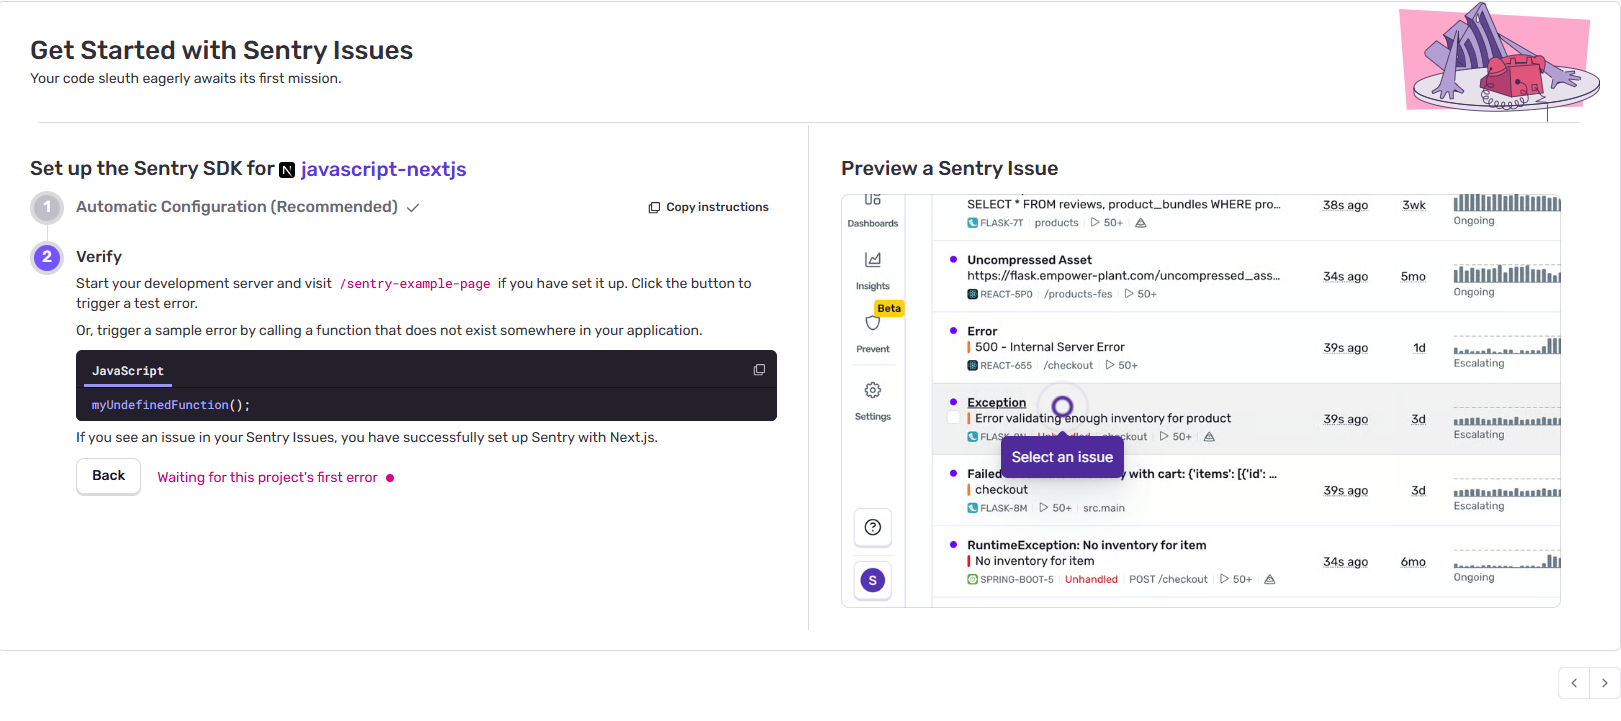 Get Started with Sentry Issues
Your code sleuth eagerly awaits its first mission.
Set up the Sentry SDK for N javascript-nextjs
1 Automatic Configuration (Recommended)
Copy instructions
2 Verify
Start your development server and visit /sentry-example-page if you have set it up. Click the button to
trigger a test error.
Or, trigger a sample error by calling a function that does not exist somewhere in your application.
JavaScript
myUndefinedFunction();
If you see an issue in your Sentry Issues, you have successfully set up Sentry with Next.js.
Back
Waiting for this project's first error
Preview a Sentry Issue
Dashboards
Insights
Beta
Prevent
Settings
S
SELECT * FROM reviews, product_bundles WHERE pro... 38s ago 3wk
FLASK-7T products 50+ Ongoing
Uncompressed Asset
https://flask.empower-plant.com/uncompressed_ass... 34s ago 5mo
REACT-5P0 /products-fes 50+ Ongoing
Error
500 - Internal Server Error 39s ago 1d
REACT-655 /checkout 50+ Escalating
Exception
Error validating enough inventory for product 39s ago 3d
checkout 50+ Escalating
Select an issue
Failed with cart: {'items': [{'id': ...
checkout 39s ago 3d
FLASK-8M 50+ src.main Escalating
RuntimeException: No inventory for item
No inventory for item 34s ago 6mo
SPRING-BOOT-5 Unhandled POST /checkout 50+ Ongoing